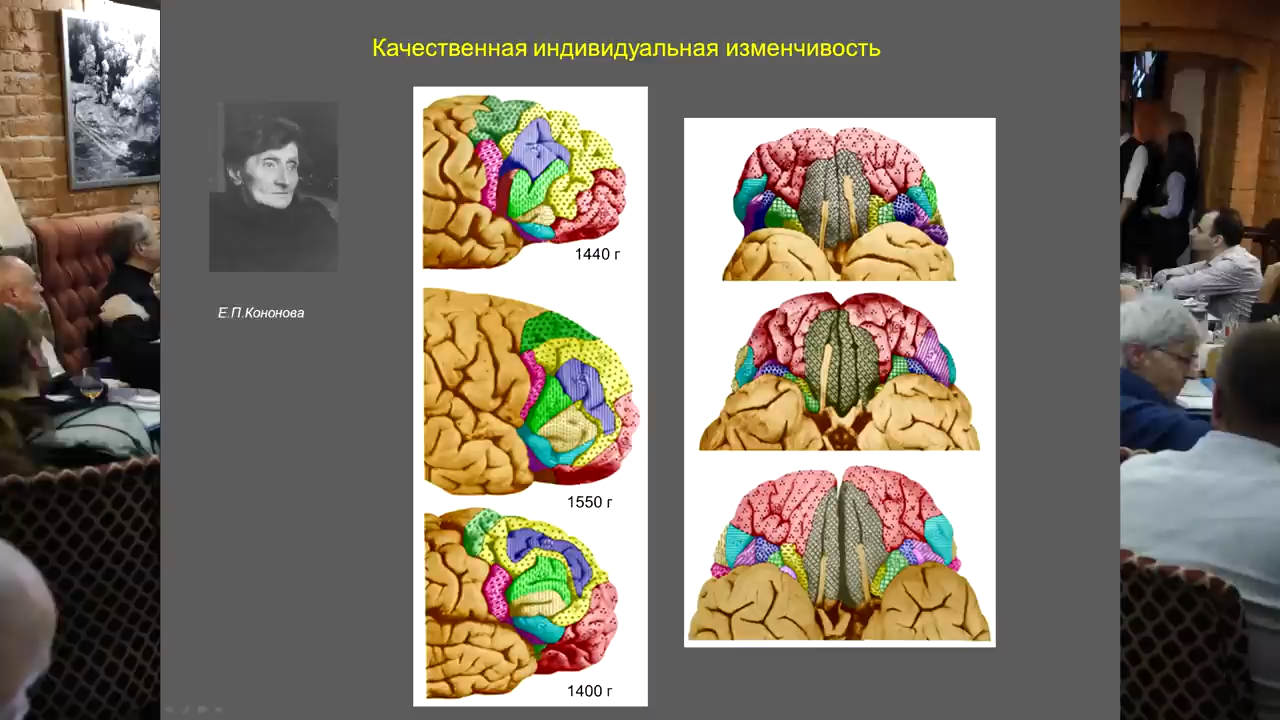 Качественная индивидуальная изменчивость
Е.П.Кононова
1440 г
1550 г
1400 г